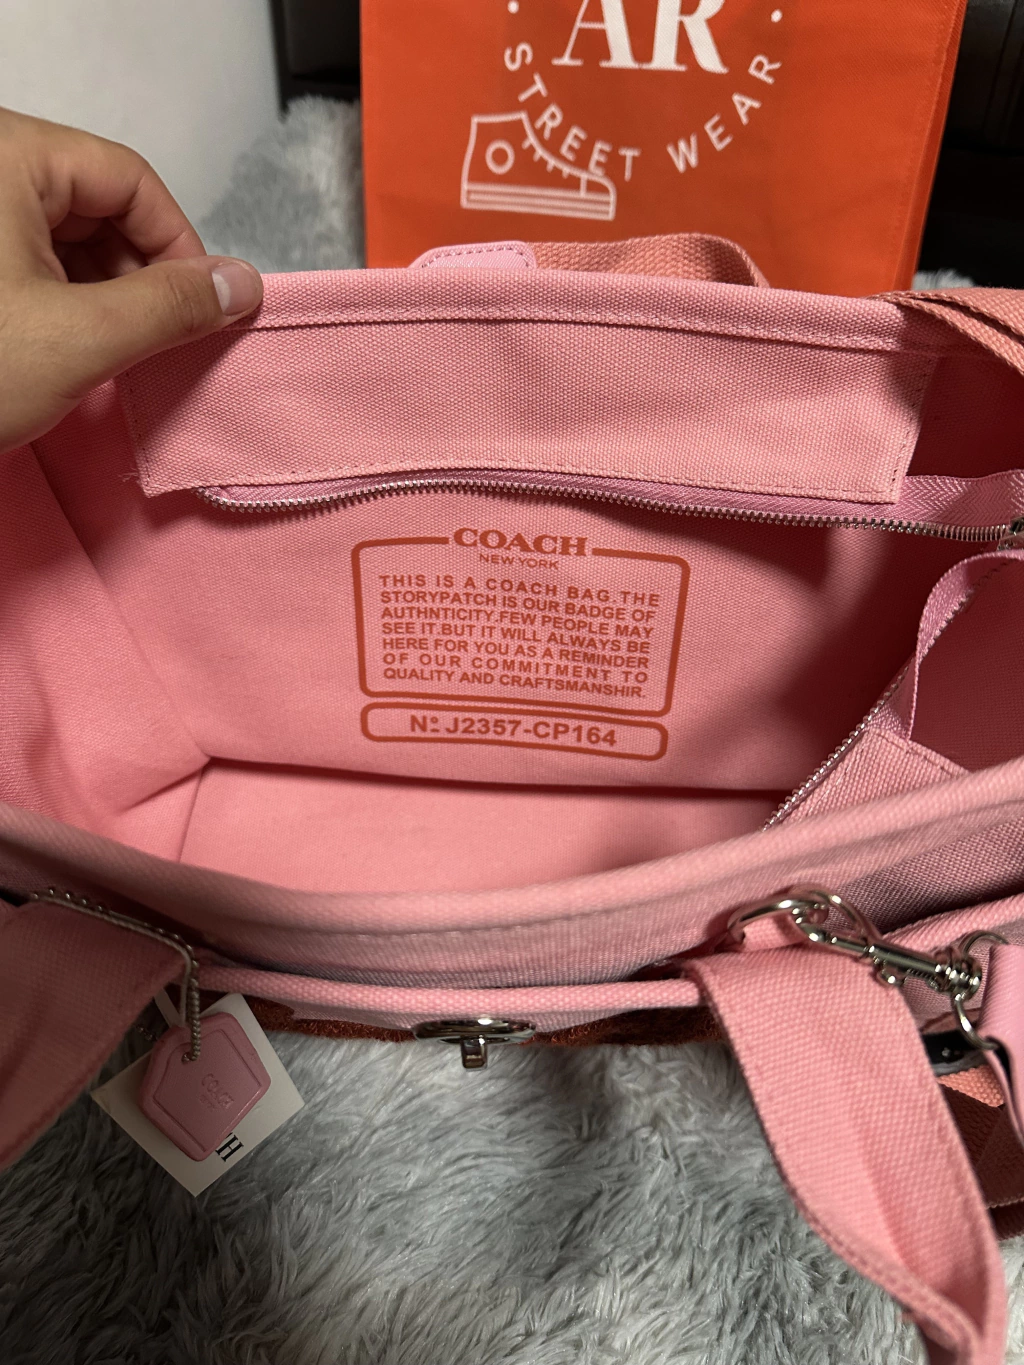 AR
STREET WEAR
COACH
NEW YORK
THIS IS A COACH BAG.THE
STORYPATCH IS OUR BADGE OF
AUTHNTICITY.FEW PEOPLE MAY
SEE IT.BUT IT WILL ALWAYS BE
HERE FOR YOU AS A REMINDER
OF OUR COMMITMENT TO
QUALITY AND CRAFTSMANSHIR.
Nº J2357-CP164
COACH